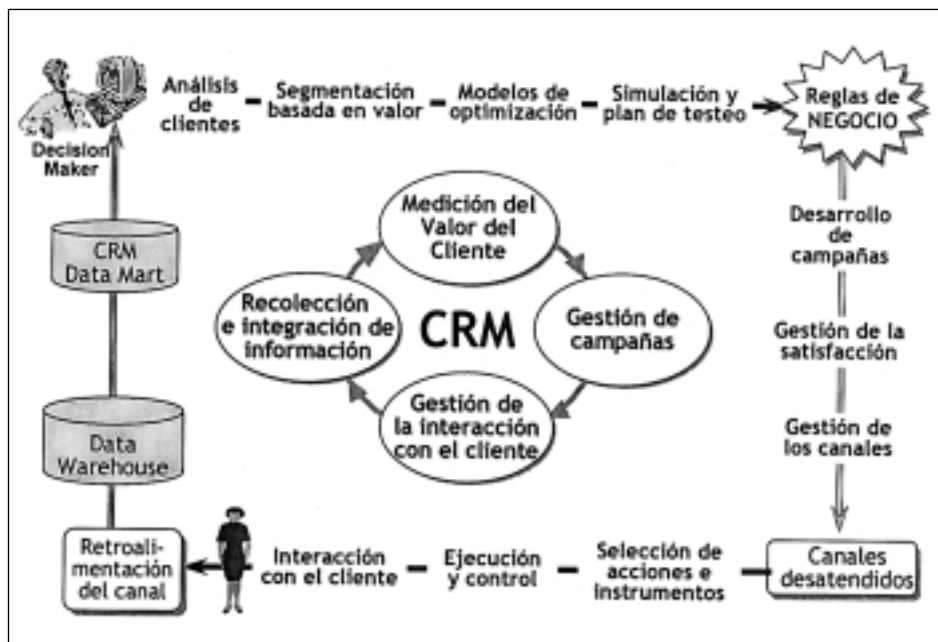 Análisis
de
clientes
Segmentación
basada en valor
Modelos de
optimización
Simulación y
plan de testeo
Reglas de
NEGOCIO
Decision
Maker
CRM
Data Mart
Data
Warehouse
Medición del
Valor del
Cliente
Recolección
e integración de
información
CRM
Gestión de
campañas
Gestión de
la interacción
con el cliente
Desarrollo
de
campañas
Gestión de la
satisfacción
Gestión de
los canales
Retroali-
mentación
del canal
Interacción
con el cliente
Ejecución
y control
Selección de
acciones e
instrumentos
Canales
desatendidos